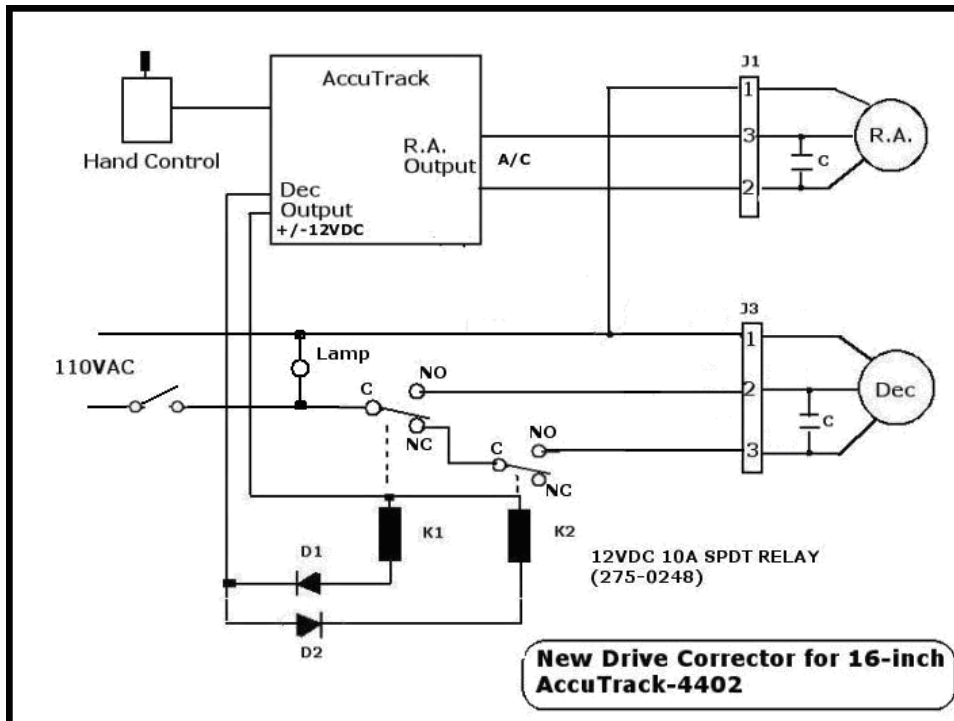 AccuTrack
Hand Control
R.A.
Output
A/C
Dec
Output
+/-12VDC
J1
1
3
2
C
R.A.
110VAC
Lamp
C
NO
NC
C
NO
NC
J3
1
2
3
C
Dec
K1
K2
D1
D2
12VDC 10A SPDT RELAY
(275-0248)
New Drive Corrector for 16-inch
AccuTrack-4402